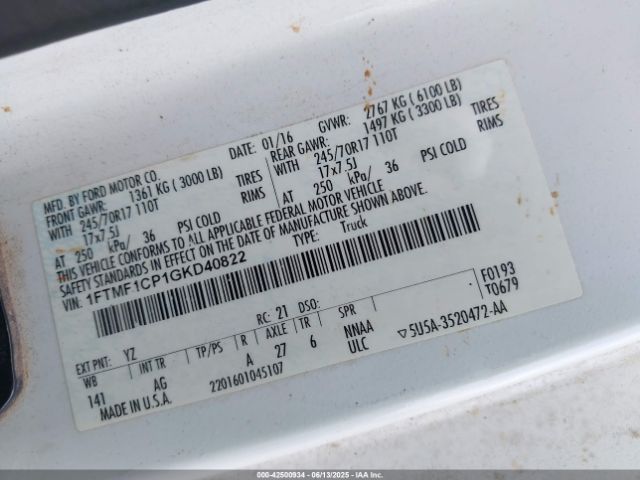 MFD. BY FORD MOTOR CO.
DATE: 01/16 GVWR: 2767 KG ( 6100 LB)
FRONT GAWR: 1361 KG ( 3000 LB) REAR GAWR: 1497 KG ( 3300 LB)
WITH 245/70R17 110T TIRES WITH 245/70R17 110T TIRES
17x7.5J RIMS 17x7.5J RIMS
AT 250 kPa/ 36 PSI COLD AT 250 kPa/ 36 PSI COLD
THIS VEHICLE CONFORMS TO ALL APPLICABLE FEDERAL MOTOR VEHICLE
SAFETY STANDARDS IN EFFECT ON THE DATE OF MANUFACTURE SHOWN ABOVE.
VIN: 1FTMF1CP1GKD40822 TYPE: Truck
F0193
T0679
EXT PNT: YZ RC: 21 DSO:
WB INT TR TP/PS R AXLE TR SPR
141 AG A 27 6 NNAA
ULC
MADE IN U.S.A. 2201601045107 ▽5U5A-3520472-AA
000-42500934 - 06/13/2025 - IAA Inc.